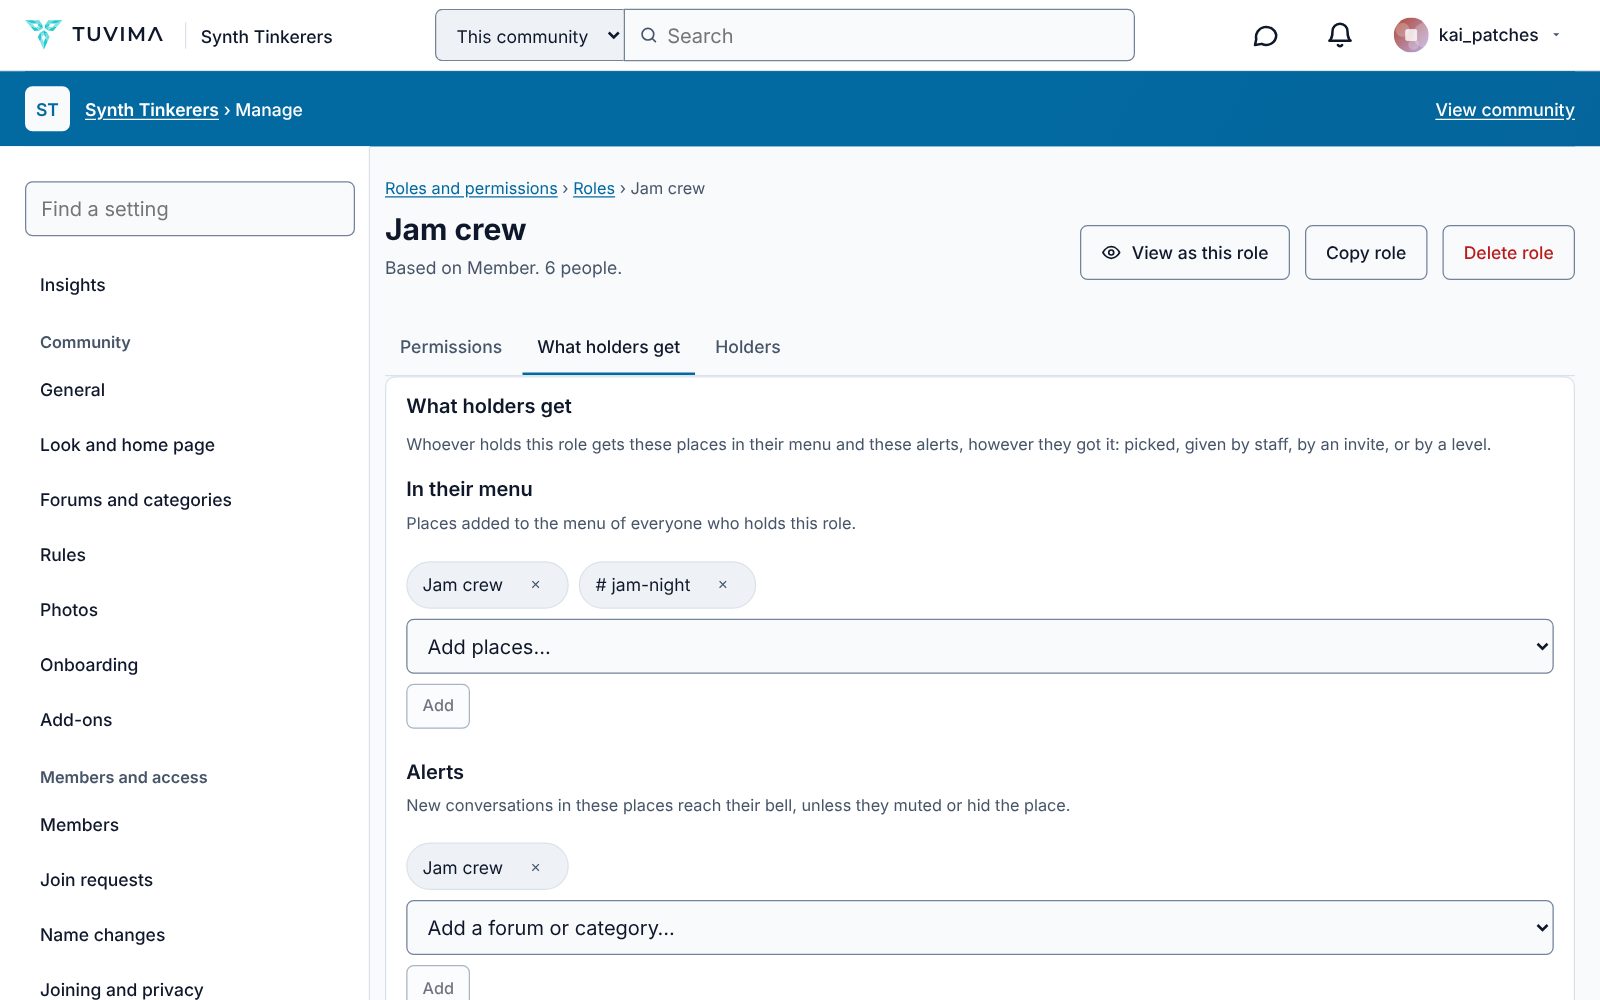 TUVIMA
Synth Tinkerers
This community
Search
kai_patches
ST
Synth Tinkerers › Manage
View community
Find a setting
Insights
Community
General
Look and home page
Forums and categories
Rules
Photos
Onboarding
Add-ons
Members and access
Members
Join requests
Name changes
Joining and privacy
Roles and permissions › Roles › Jam crew
Jam crew
Based on Member. 6 people.
View as this role
Copy role
Delete role
Permissions
What holders get
Holders
What holders get
Whoever holds this role gets these places in their menu and these alerts, however they got it: picked, given by staff, by an invite, or by a level.
In their menu
Places added to the menu of everyone who holds this role.
Jam crew ×
# jam-night ×
Add places...
Add
Alerts
New conversations in these places reach their bell, unless they muted or hid the place.
Jam crew ×
Add a forum or category...
Add